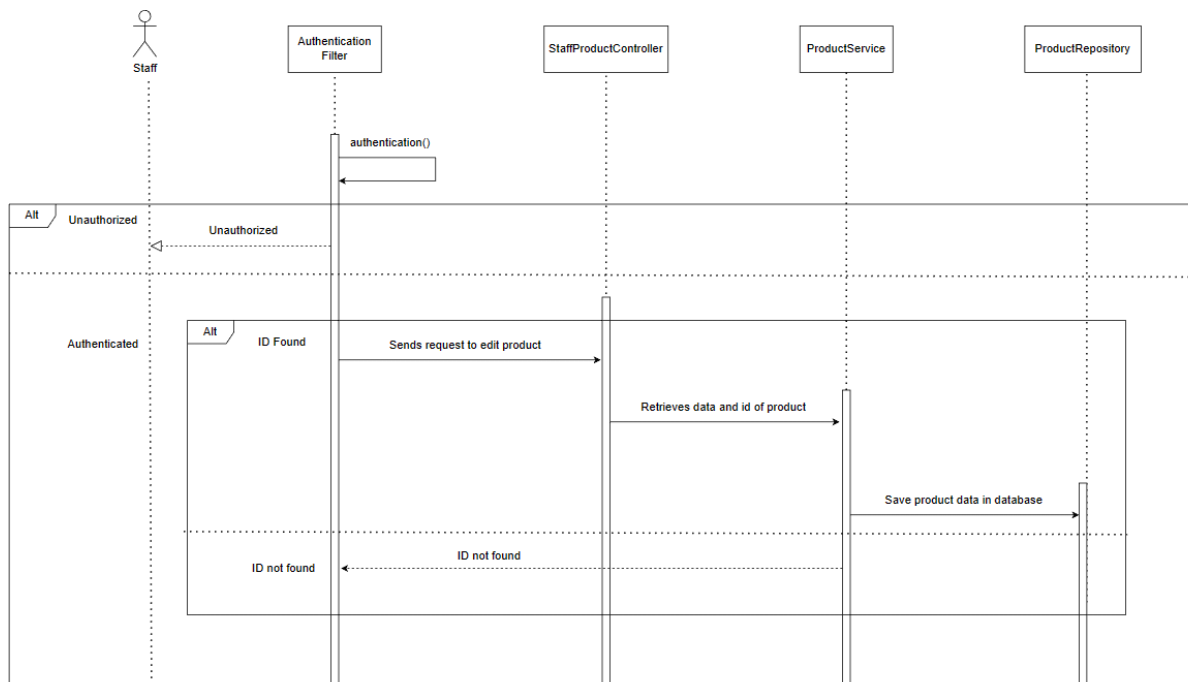 Staff
Authentication
Filter
StaffProductController
ProductService
ProductRepository
authentication()
Alt
Unauthorized
Unauthorized
Authenticated
Alt
ID Found
Sends request to edit product
Retrieves data and id of product
Save product data in database
ID not found
ID not found